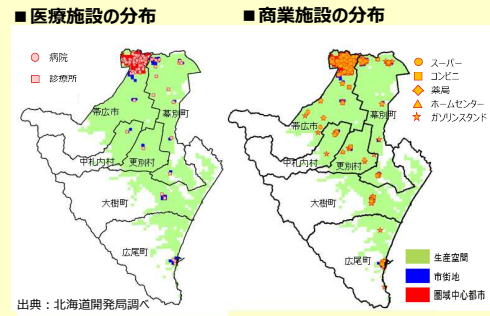 ■医療施設の分布
病院
診療所
帯広市
幕別町
中札内村
更別村
大樹町
広尾町
出典：北海道開発局調べ
■商業施設の分布
スーパー
コンビニ
薬局
ホームセンター
ガソリンスタンド
帯広市
幕別町
中札内村
更別村
大樹町
広尾町
生産空間
市街地
圏域中心都市